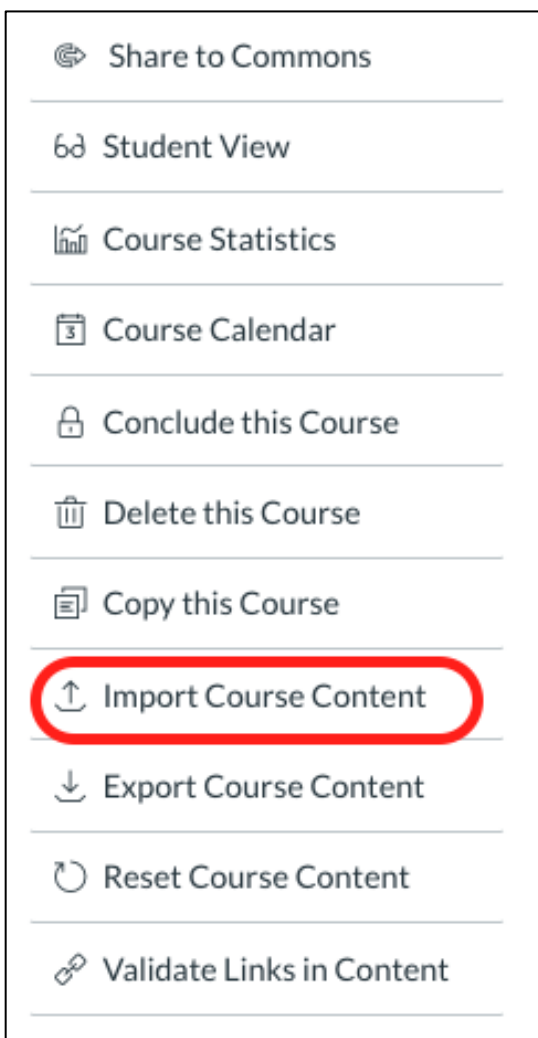 Share to Commons
Student View
Course Statistics
3 Course Calendar
Conclude this Course
Delete this Course
Copy this Course
Import Course Content
Export Course Content
Reset Course Content
Validate Links in Content